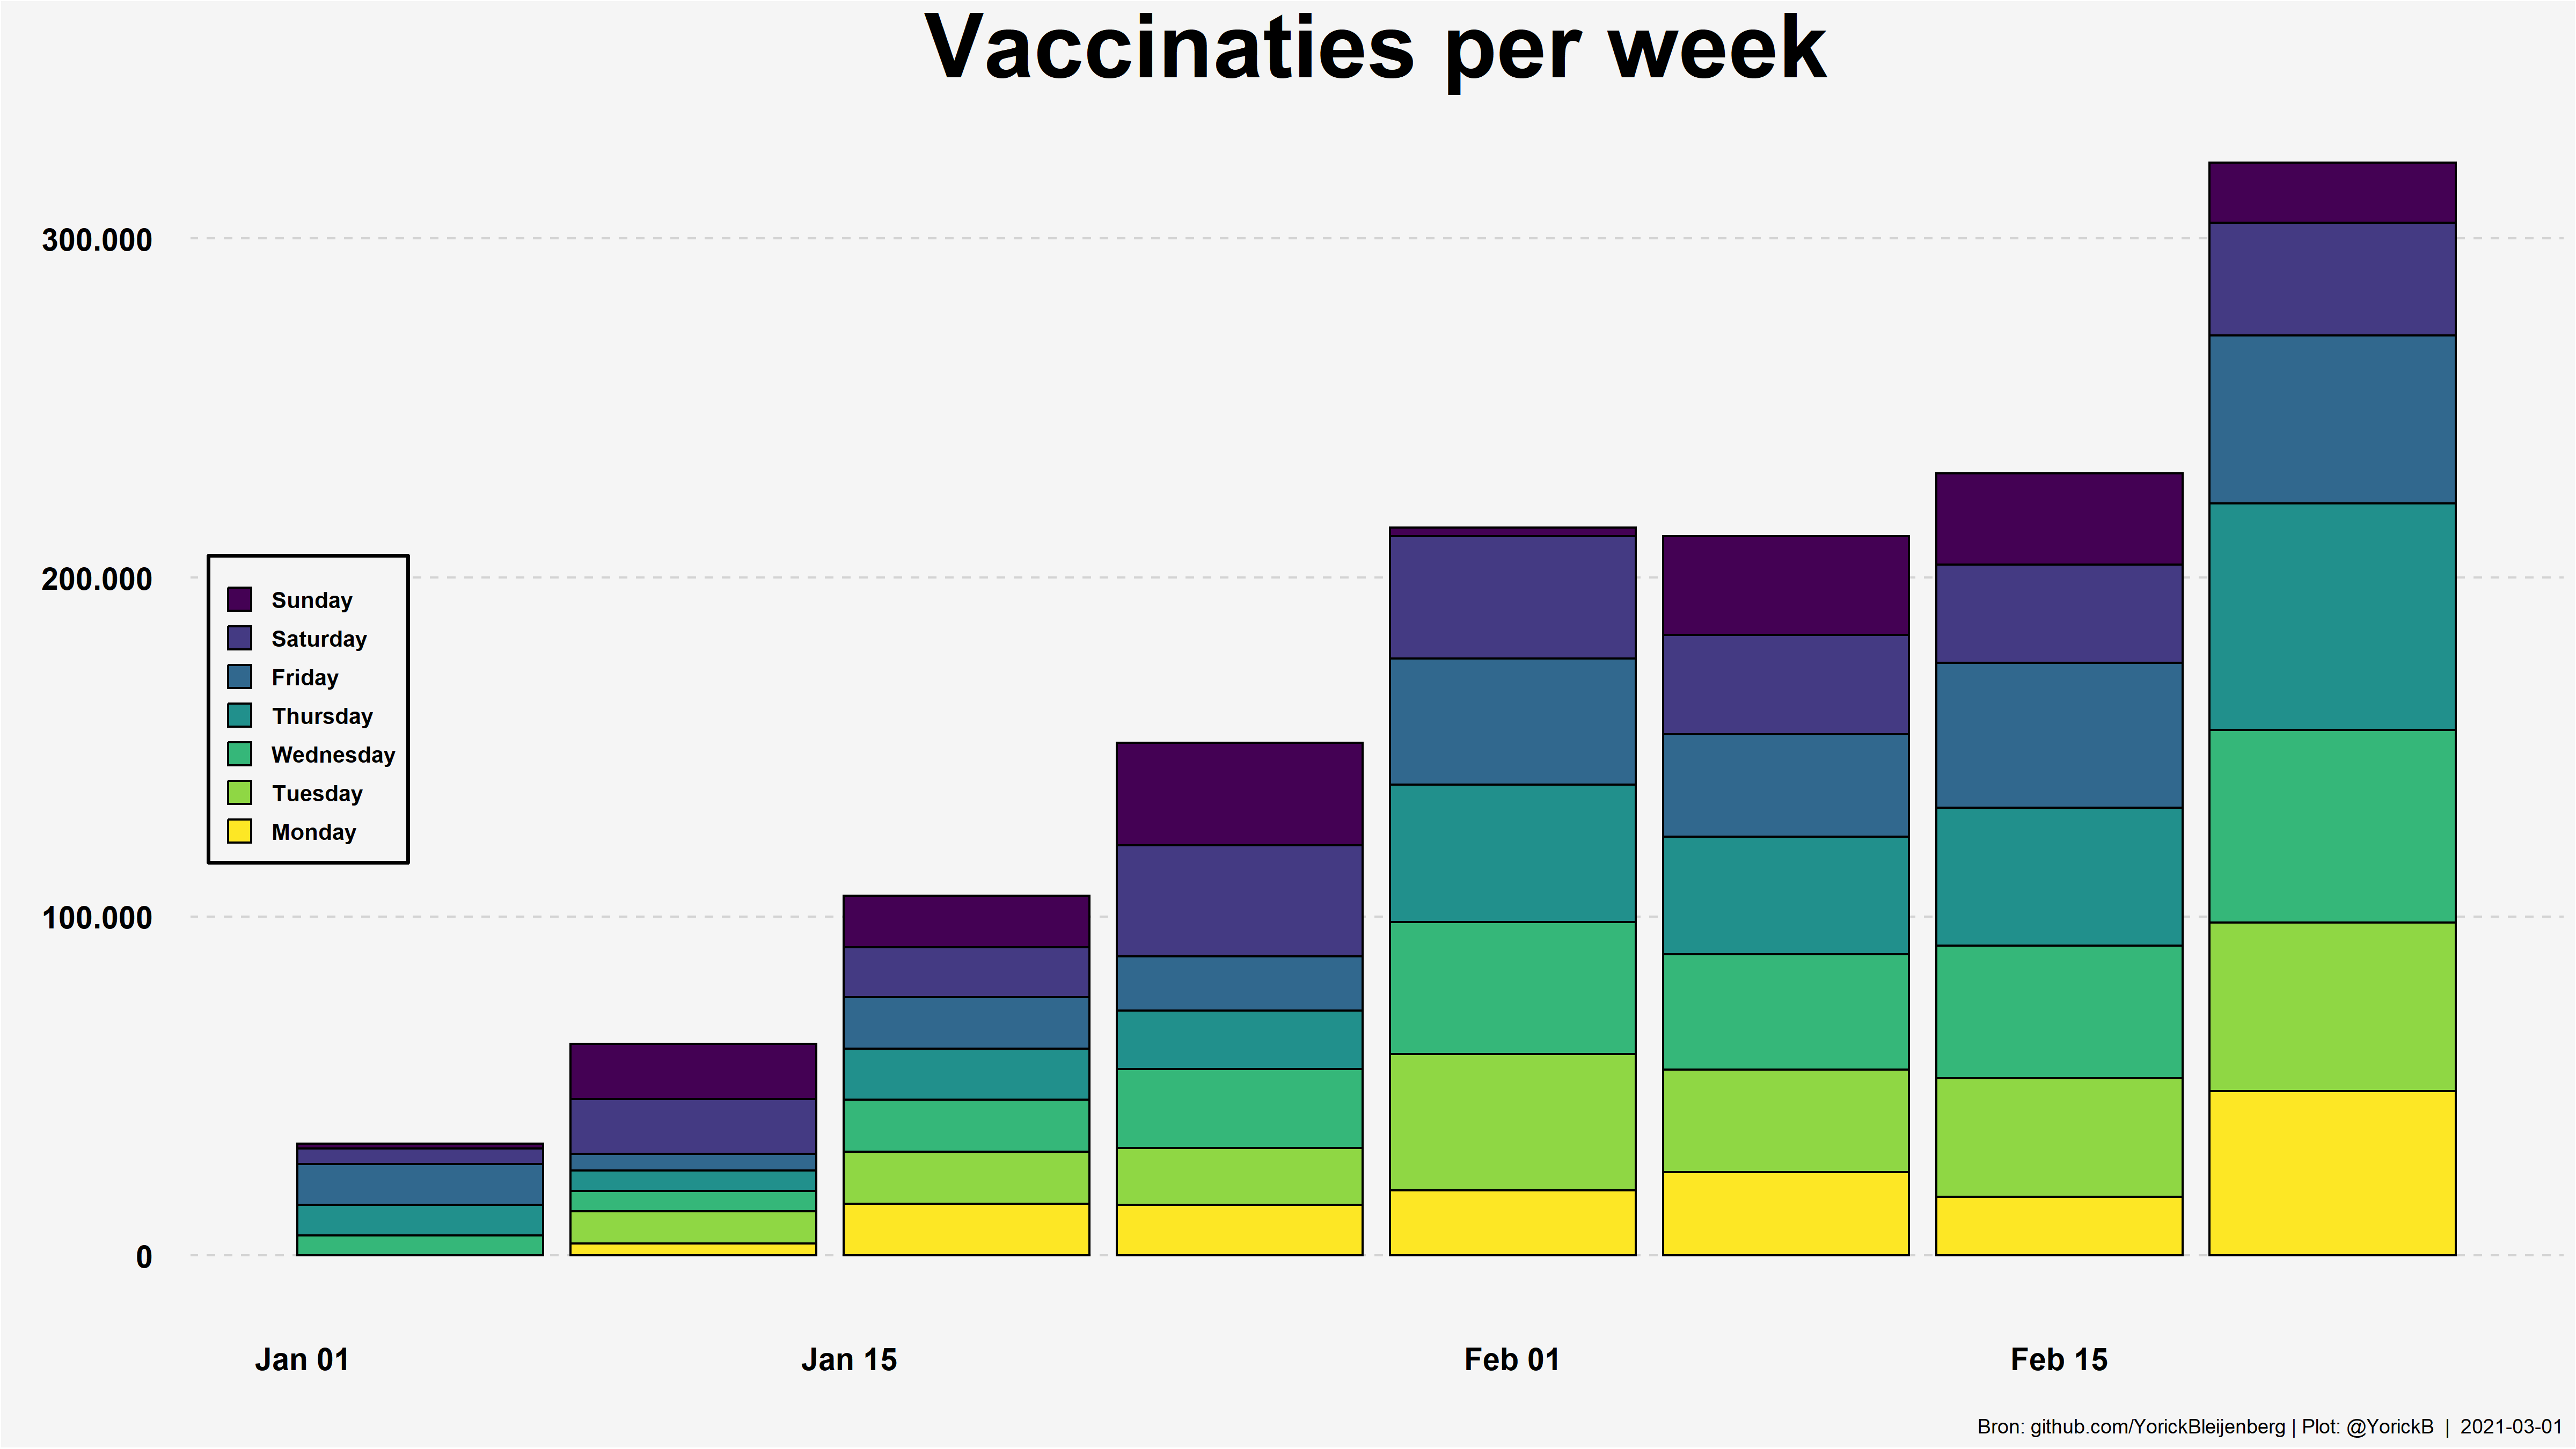 Vaccinaties per week
300.000
200.000
100.000
0
Sunday
Saturday
Friday
Thursday
Wednesday
Tuesday
Monday
Jan 01 Jan 15 Feb 01 Feb 15
Bron: github.com/YorickBleijenberg | Plot: @YorickB | 2021-03-01